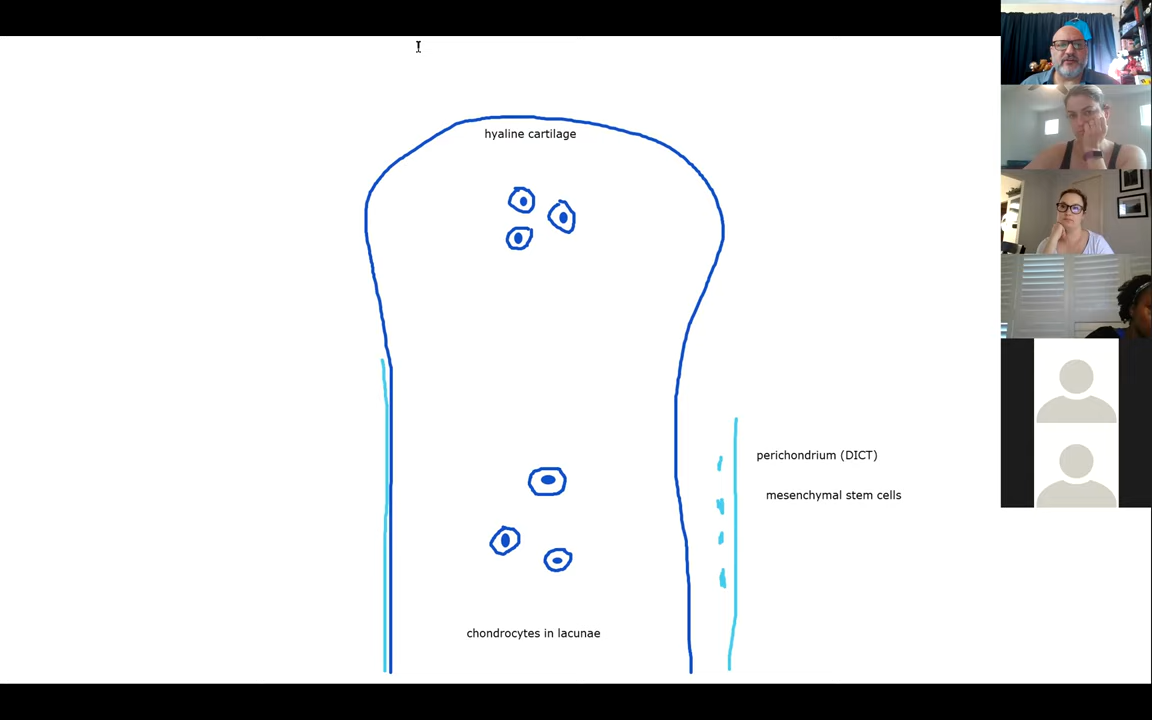 hyaline cartilage
perichondrium (DICT)
mesenchymal stem cells
chondrocytes in lacunae